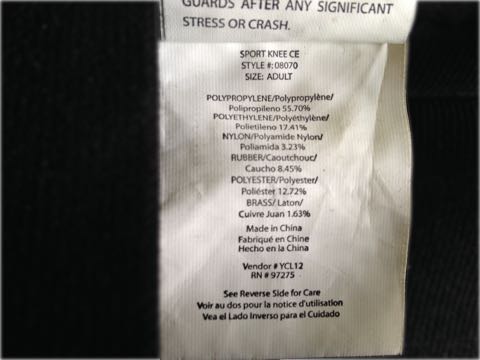 GUARDS AFTER ANY SIGNIFICANT
STRESS OR CRASH.
SPORT KNEE CE
STYLE #: 08070
SIZE: ADULT
POLYPROPYLENE/Polypropylène/
Polipropileno 55.70%
POLYETHYLENE/Polyéthylène/
Polietileno 17.41%
NYLON/Polyamide Nylon/
Poliamida 3.23%
RUBBER/Caoutchouc/
Caucho 8.45%
POLYESTER/Polyester/
Poliéster 12.72%
BRASS/ Laton/
Cuivre Juan 1.63%
Made in China
Fabriqué en Chine
Hecho en la China
Vendor # YCL12
RN # 97275
See Reverse Side for Care
Voir au dos pour la notice d'utilisation
Vea el Lado Inverso para el Cuidado